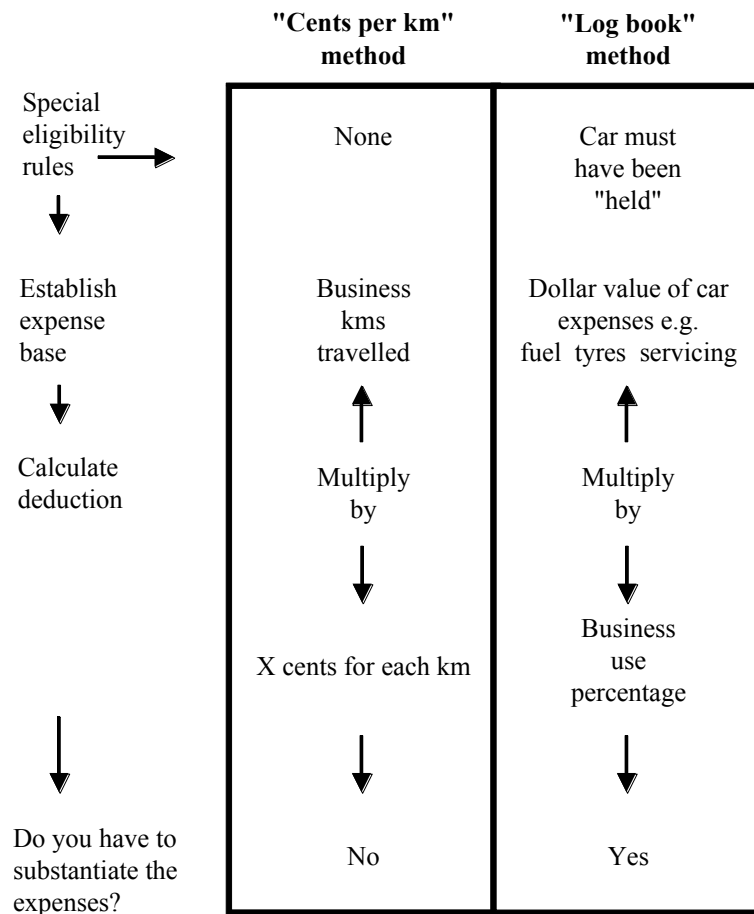 "Cents per km"
method
"Log book"
method
Special
eligibility
rules
None
Car must
have been
"held"
Establish
expense
base
Business
kms
travelled
Dollar value of car
expenses e.g.
fuel tyres servicing
Calculate
deduction
Multiply
by
Multiply
by
X cents for each km
Business
use
percentage
Do you have to
substantiate the
expenses?
No
Yes